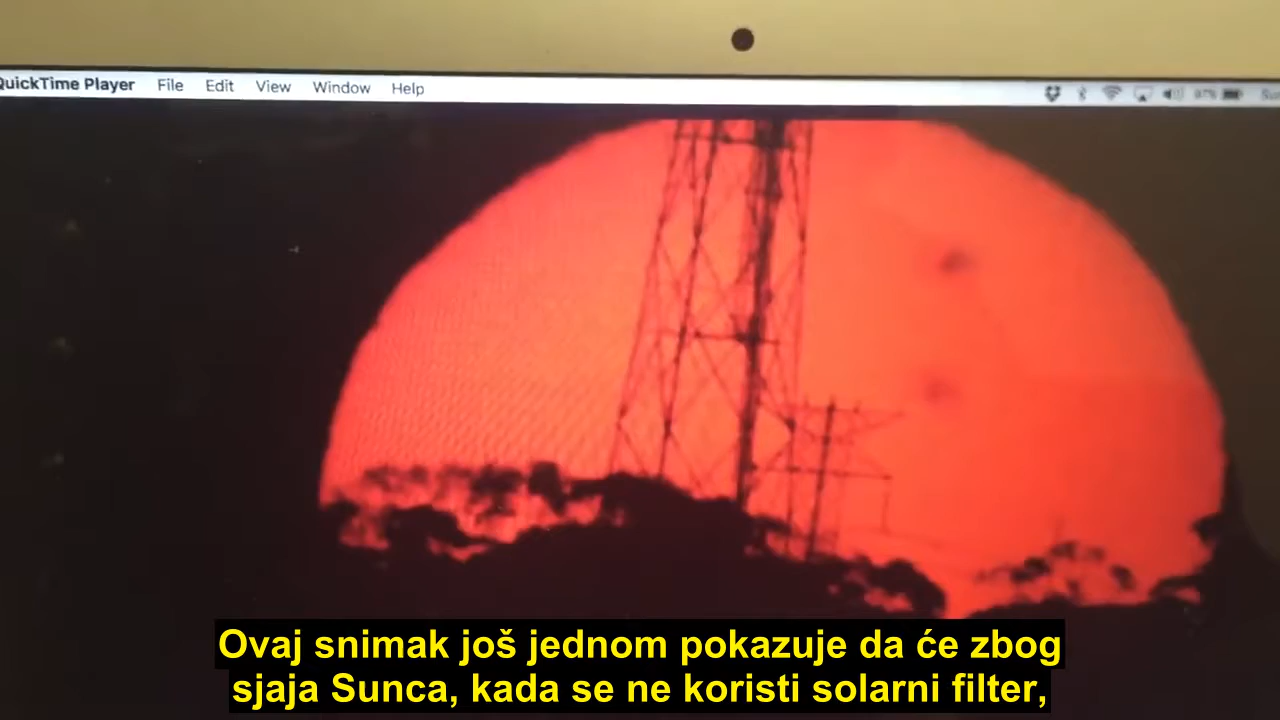 QuickTime Player File Edit View Window Help 97%
Ovaj snimak još jednom pokazuje da će zbog
sjaja Sunca, kada se ne koristi solarni filter,